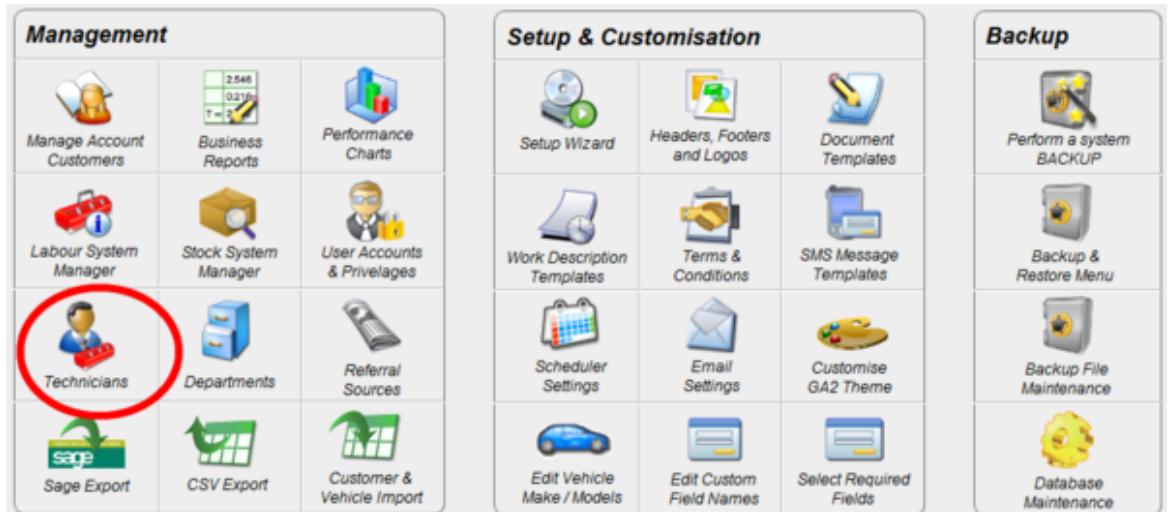 Management
Manage Account
Customers
2.546
0.216
T=
Business
Reports
Performance
Charts
Labour System
Manager
Stock System
Manager
User Accounts
& Privelages
Technicians
Departments
Referral
Sources
sage
Sage Export
CSV Export
Customer &
Vehicle Import
Setup & Customisation
Setup Wizard
Headers, Footers
and Logos
Document
Templates
Work Description
Templates
Terms &
Conditions
SMS Message
Templates
Scheduler
Settings
Email
Settings
Customise
GA2 Theme
Edit Vehicle
Make / Models
Edit Custom
Field Names
Select Required
Fields
Backup
Perform a system
BACKUP
Backup &
Restore Menu
Backup File
Maintenance
Database
Maintenance